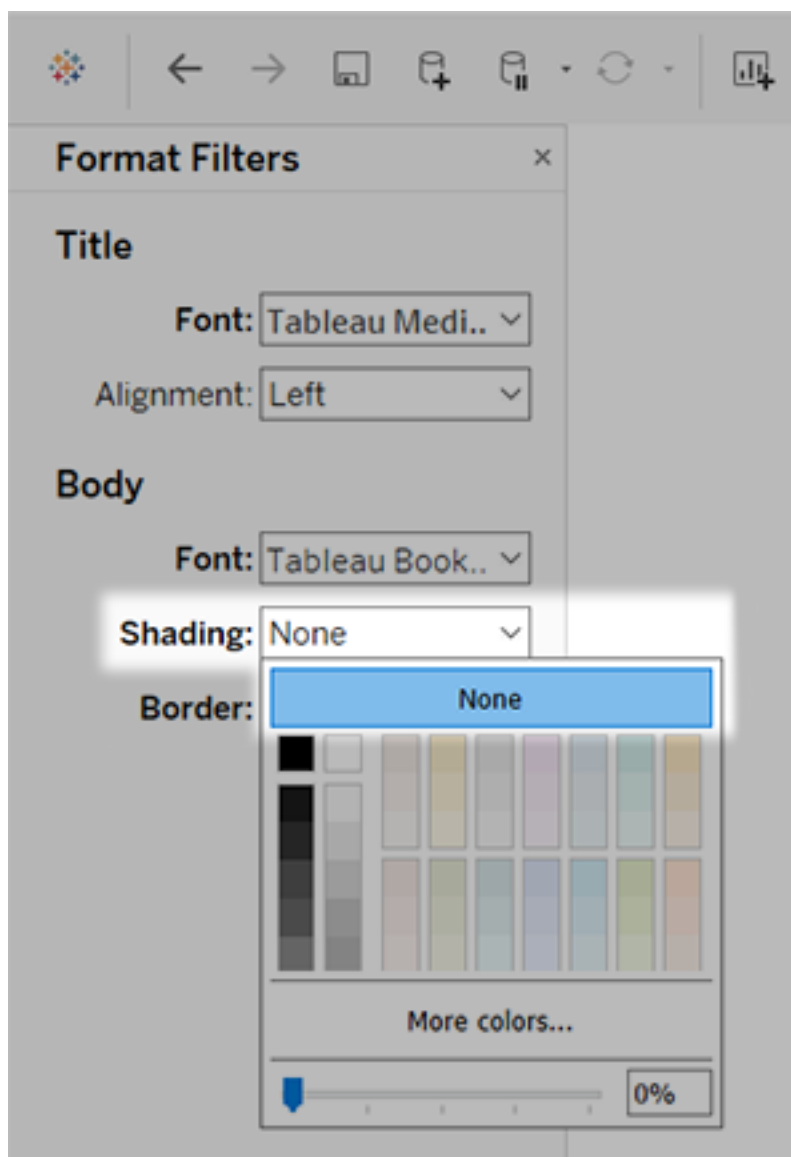 Format Filters
Title
Font: Tableau Medi..
Alignment: Left
Body
Font: Tableau Book..
Shading: None
None
Border:
More colors...
0%